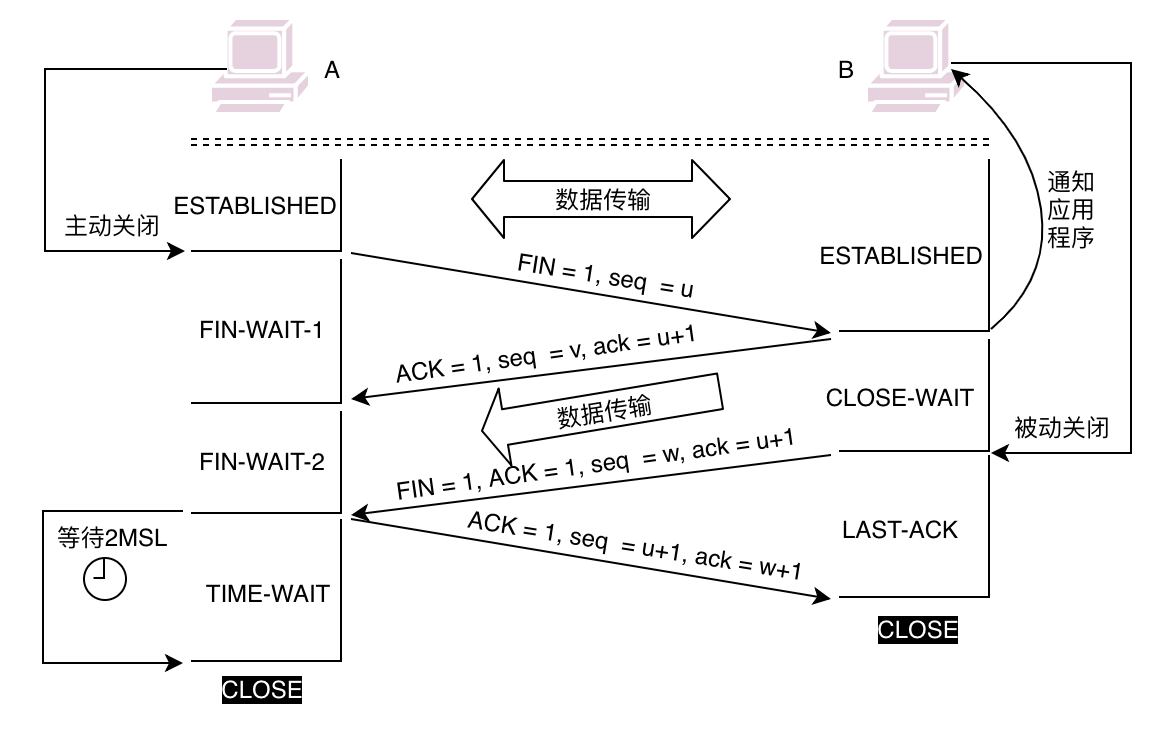 A
B
数据传输
通知
应用
程序
ESTABLISHED
主动关闭
ESTABLISHED
FIN = 1, seq = u
FIN-WAIT-1
ACK = 1, seq = v, ack = u+1
CLOSE-WAIT
数据传输
被动关闭
FIN-WAIT-2
FIN = 1, ACK = 1, seq = w, ack = u+1
等待2MSL
ACK = 1, seq = u+1, ack = w+1
LAST-ACK
TIME-WAIT
CLOSE
CLOSE